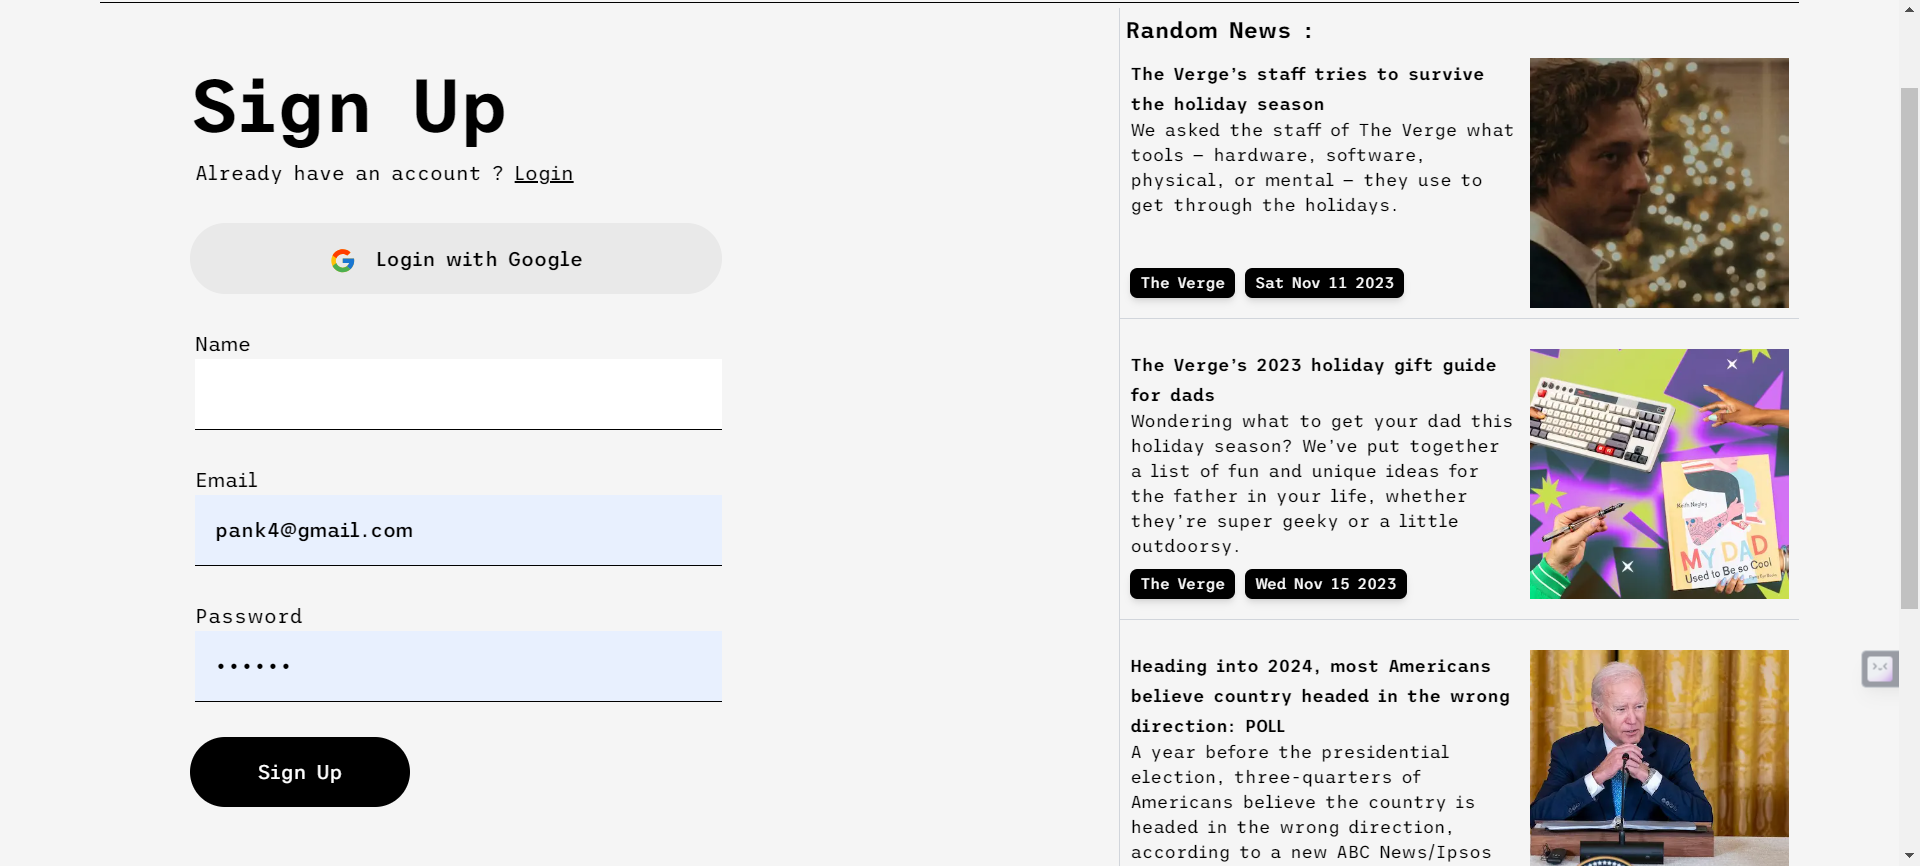 Sign Up
Already have an account ? Login
Login with Google
Name
Email
pank4@gmail.com
Password
••••••
Sign Up
Random News :
The Verge’s staff tries to survive
the holiday season
We asked the staff of The Verge what
tools — hardware, software,
physical, or mental — they use to
get through the holidays.
The Verge
Sat Nov 11 2023
The Verge’s 2023 holiday gift guide
for dads
Wondering what to get your dad this
holiday season? We’ve put together
a list of fun and unique ideas for
the father in your life, whether
they’re super geeky or a little
outdoorsy.
The Verge
Wed Nov 15 2023
Keith Negley
MY DAD
Used to Be so Cool
Heading into 2024, most Americans
believe country headed in the wrong
direction: POLL
A year before the presidential
election, three-quarters of
Americans believe the country is
headed in the wrong direction,
according to a new ABC News/Ipsos